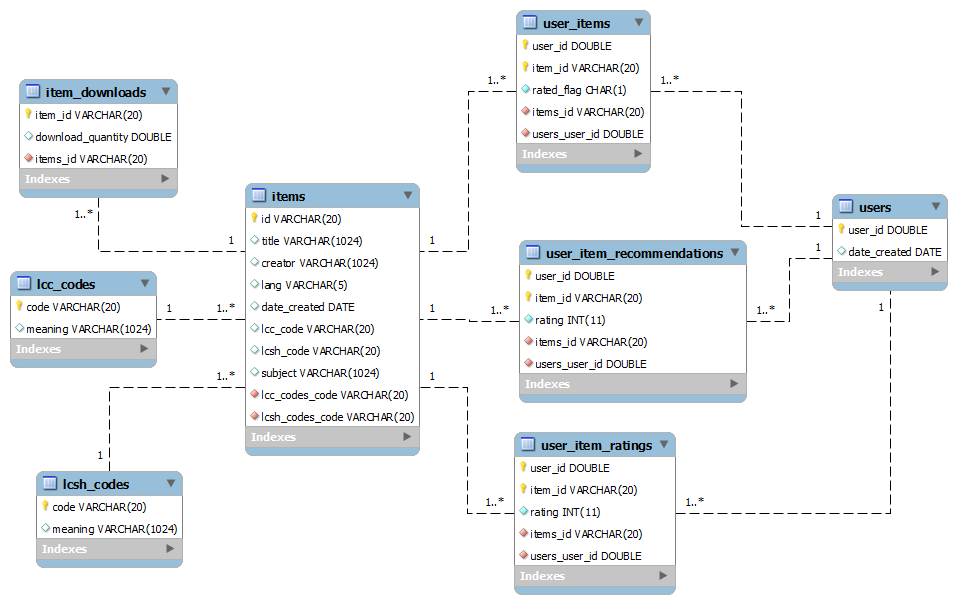 user_items
user_id DOUBLE
item_id VARCHAR(20)
rated_flag CHAR(1)
items_id VARCHAR(20)
users_user_id DOUBLE
Indexes
1..*
1..*
item_downloads
item_id VARCHAR(20)
download_quantity DOUBLE
items_id VARCHAR(20)
Indexes
1..*
1
items
id VARCHAR(20)
title VARCHAR(1024)
creator VARCHAR(1024)
lang VARCHAR(5)
date_created DATE
lcc_code VARCHAR(20)
lcsh_code VARCHAR(20)
subject VARCHAR(1024)
lcc_codes_code VARCHAR(20)
lcsh_codes_code VARCHAR(20)
Indexes
1
1
1
users
user_id DOUBLE
date_created DATE
Indexes
1
1
1
user_item_recommendations
user_id DOUBLE
item_id VARCHAR(20)
rating INT(11)
items_id VARCHAR(20)
users_user_id DOUBLE
Indexes
1..*
1..*
lcc_codes
code VARCHAR(20)
meaning VARCHAR(1024)
Indexes
1
1..*
1..*
1
lcsh_codes
code VARCHAR(20)
meaning VARCHAR(1024)
Indexes
user_item_ratings
user_id DOUBLE
item_id VARCHAR(20)
rating INT(11)
items_id VARCHAR(20)
users_user_id DOUBLE
Indexes
1..*
1..*